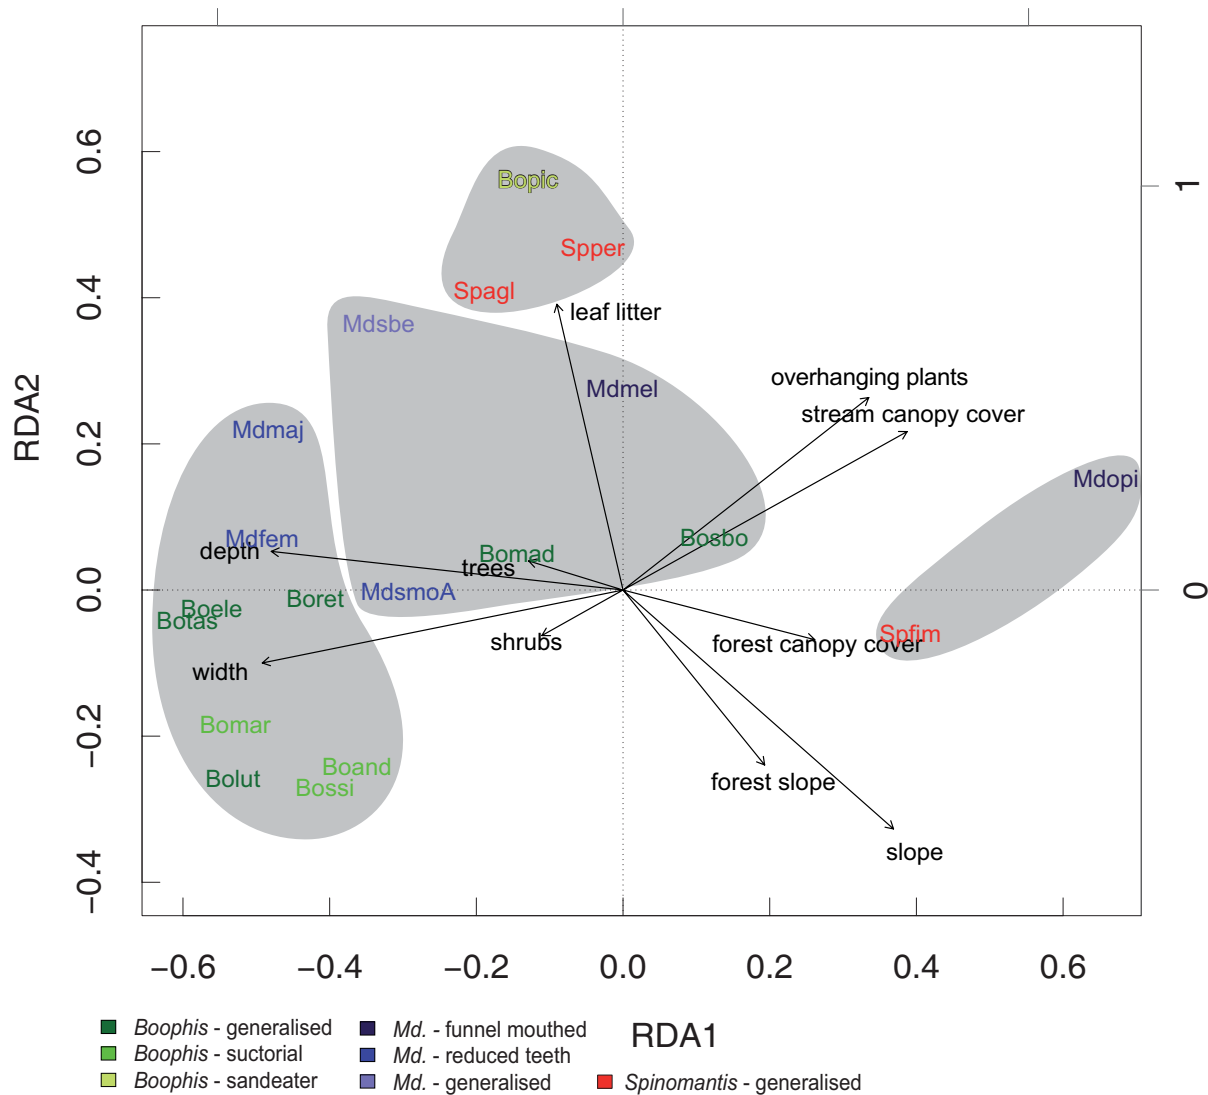 0.6
Bopic
1
Spper
Spagl
0.4
leaf litter
Mdsbe
overhanging plants
Mdmel
stream canopy cover
RDA2
Mdmaj
0.2
Mdopi
Mdfem
Bosbo
depth
Bomad
trees
0.0
MdsmoA
0
Boret
Boele
Botas
Spfim
shrubs
forest canopy cover
width
Bomar
−0.2
Boand
Bolut
Bossi
forest slope
slope
−0.4
−0.6 −0.4 −0.2 0.0 0.2 0.4 0.6
RDA1
Boophis - generalised
Boophis - suctorial
Boophis - sandeater
Md. - funnel mouthed
Md. - reduced teeth
Md. - generalised
Spinomantis - generalised